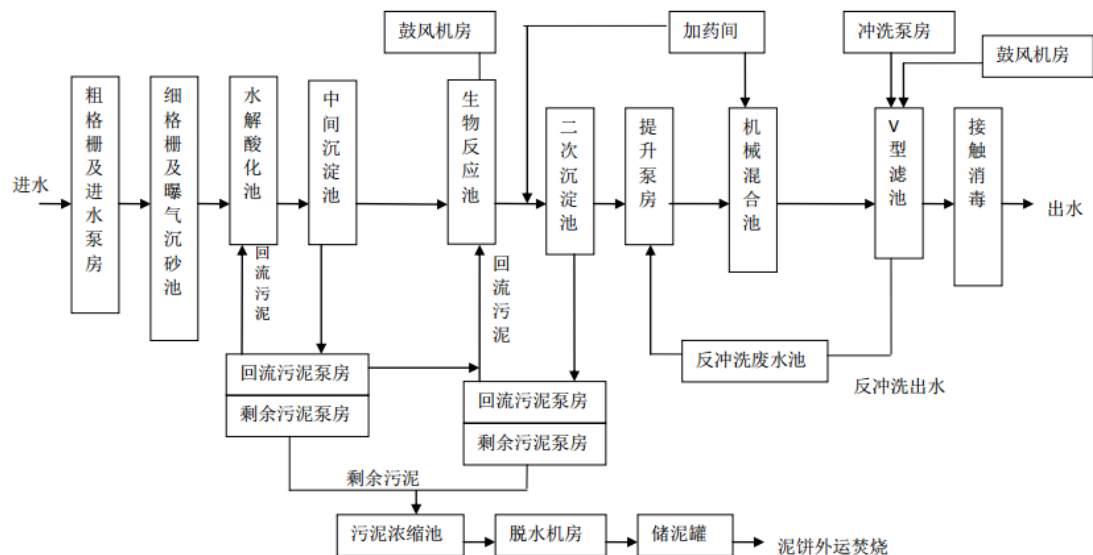 鼓风机房
加药间
冲洗泵房
鼓风机房
进水
粗格栅及进水泵房
细格栅及曝气沉砂池
水解酸化池
中间沉淀池
生物反应池
二次沉淀池
提升泵房
机械混合池
V型滤池
接触消毒
出水
回流污泥
回流污泥
反冲洗废水池
反冲洗出水
回流污泥泵房
剩余污泥泵房
回流污泥泵房
剩余污泥泵房
剩余污泥
污泥浓缩池
脱水机房
储泥罐
泥饼外运焚烧